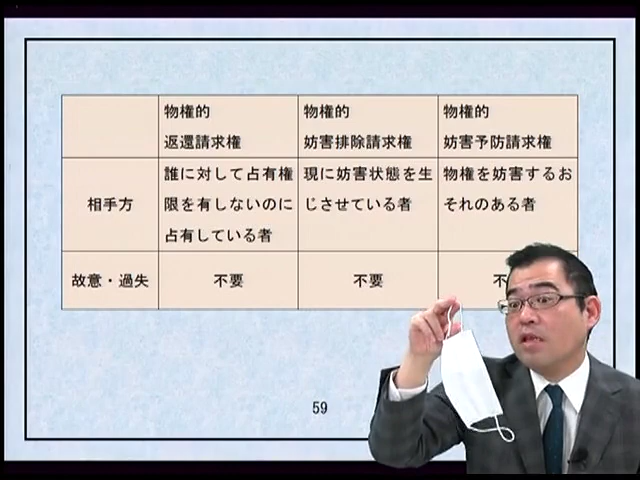 物権的
返還請求権
物権的
妨害排除請求権
物権的
妨害予防請求権
相手方
誰に対して占有権
限を有しないのに
占有している者
現に妨害状態を生
じさせている者
物権を妨害するお
それのある者
故意・過失
不要
不要
不
59